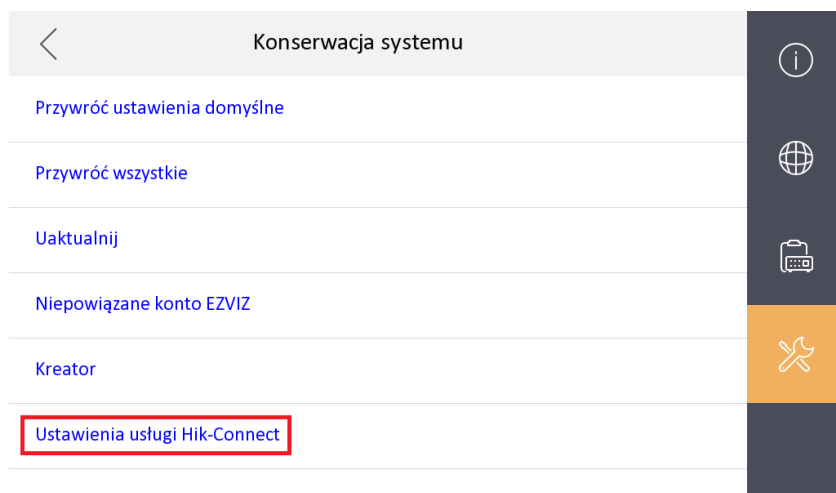 Konserwacja systemu
Przywróć ustawienia domyślne
Przywróć wszystkie
Uaktualnij
Niepowiązane konto EZVIZ
Kreator
Ustawienia usługi Hik-Connect